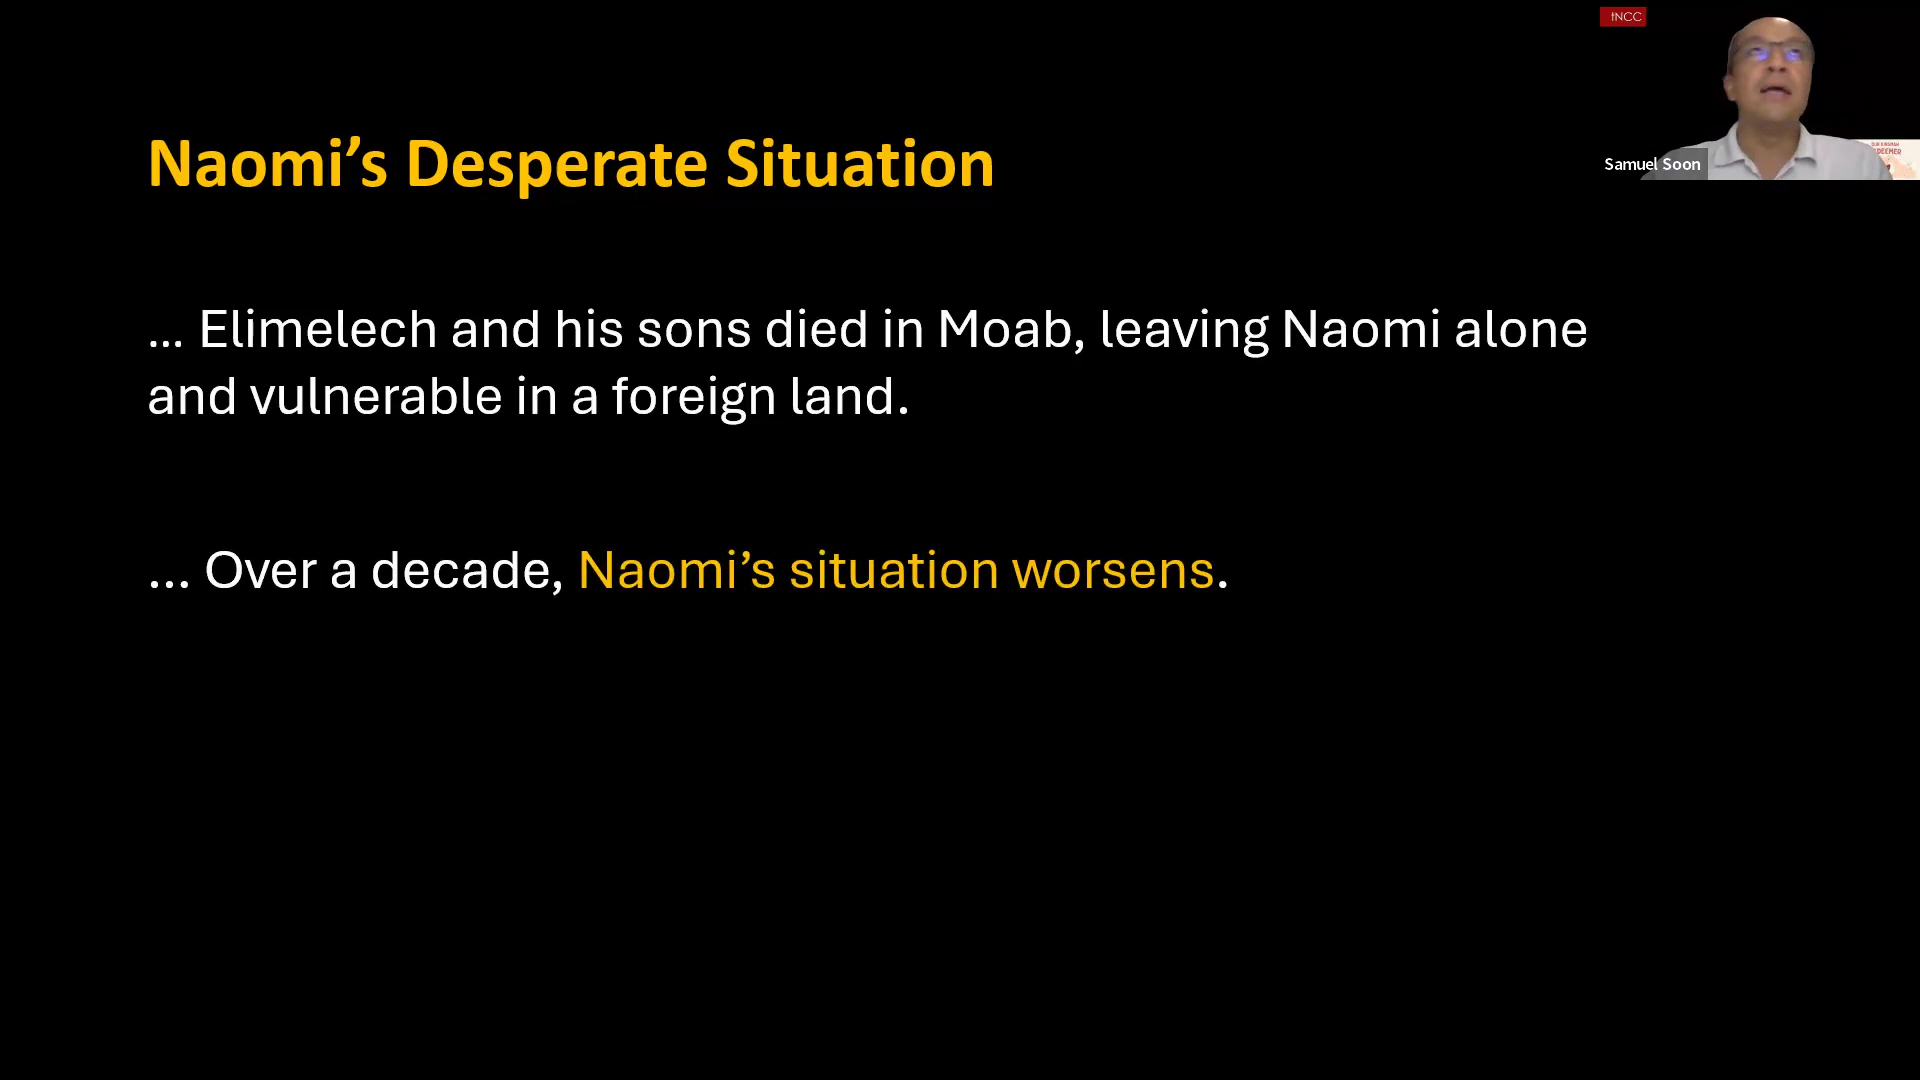 tNCC
Samuel Soon
Naomi’s Desperate Situation
… Elimelech and his sons died in Moab, leaving Naomi alone
and vulnerable in a foreign land.
… Over a decade, Naomi’s situation worsens.